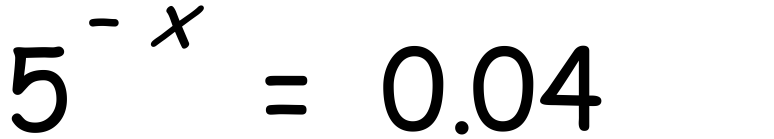 5^{-x} = 0.04